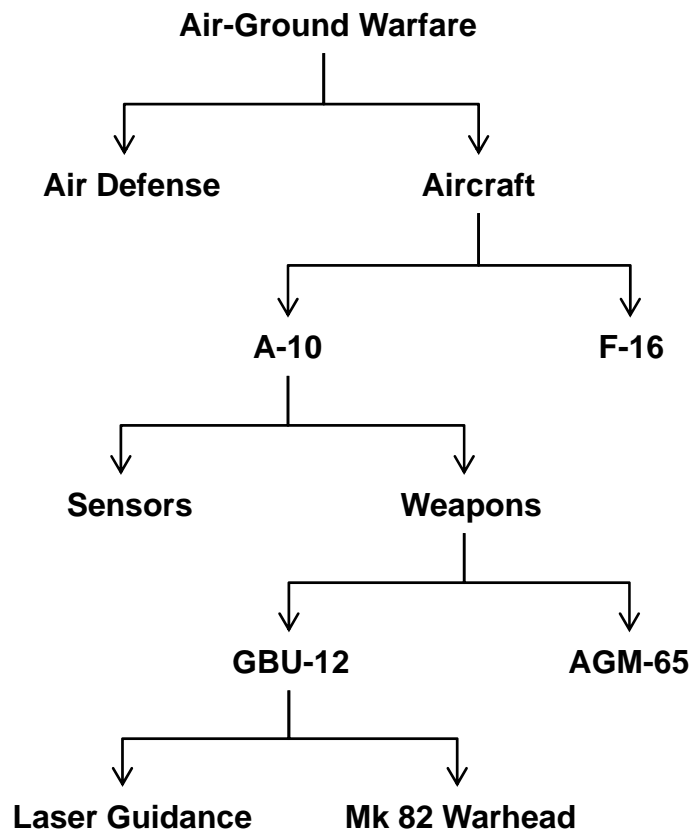 Air-Ground Warfare
Air Defense
Aircraft
A-10
F-16
Sensors
Weapons
GBU-12
AGM-65
Laser Guidance
Mk 82 Warhead